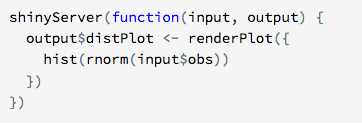 shinyServer(function(input, output) {
  output$distPlot <- renderPlot({
    hist(rnorm(input$obs))
  })
})